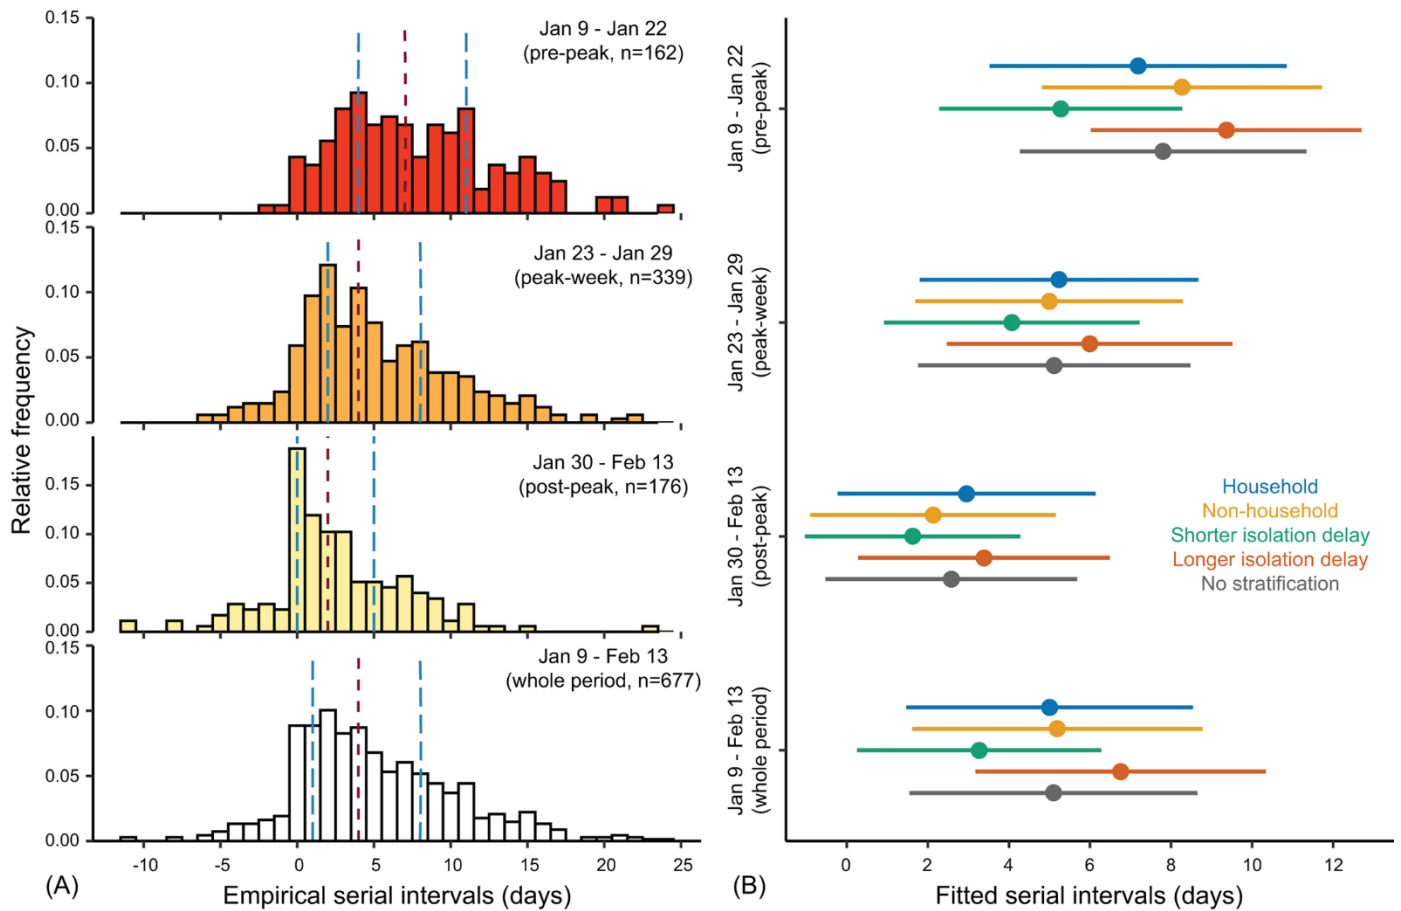 Relative frequency
0.15
0.10
0.05
0.00
Jan 9 - Jan 22
(pre-peak, n=162)
0.15
0.10
0.05
0.00
Jan 23 - Jan 29
(peak-week, n=339)
0.15
0.10
0.05
0.00
Jan 30 - Feb 13
(post-peak, n=176)
0.15
0.10
0.05
0.00
Jan 9 - Feb 13
(whole period, n=677)
-10 -5 0 5 10 15 20 25
(A) Empirical serial intervals (days)
Jan 9 - Jan 22
(pre-peak)
Jan 23 - Jan 29
(peak-week)
Jan 30 - Feb 13
(post-peak)
Jan 9 - Feb 13
(whole period)
Household
Non-household
Shorter isolation delay
Longer isolation delay
No stratification
0 2 4 6 8 10 12
(B) Fitted serial intervals (days)